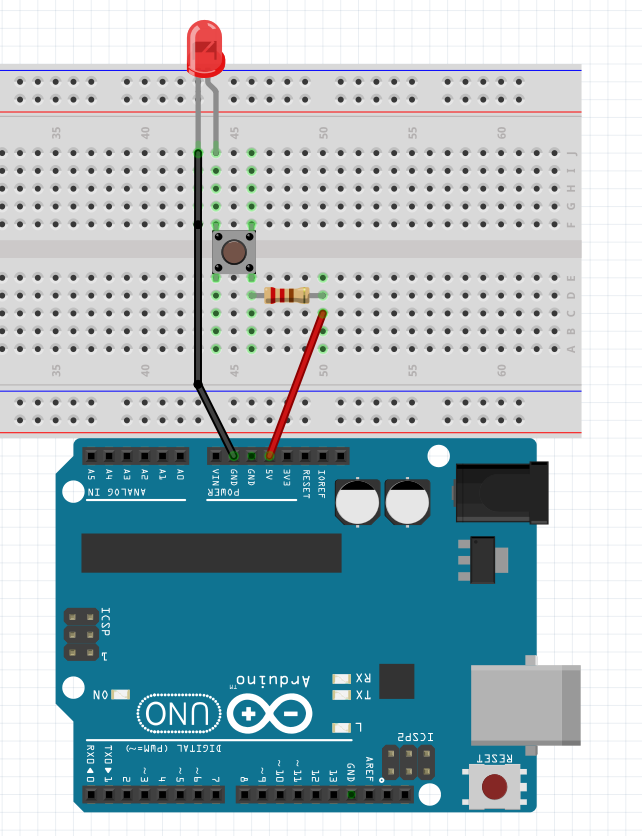 35 40 45 50 55 60
J
I
H
G
F
E
D
C
B
A
35 40 45 50 55 60
A5 A4 A3 A2 A1 A0 VIN GND GND 5V 3V3 RESET IOREF
ANALOG IN POWER
ICSP
1
ON
UNO
Arduino™
RX
TX
L
DIGITAL (PWM=~)
ICSP2
RESET
RX0◀0 TX0▶1 2 ~3 4 ~5 ~6 7 8 ~9 ~10 ~11 12 13 GND AREF